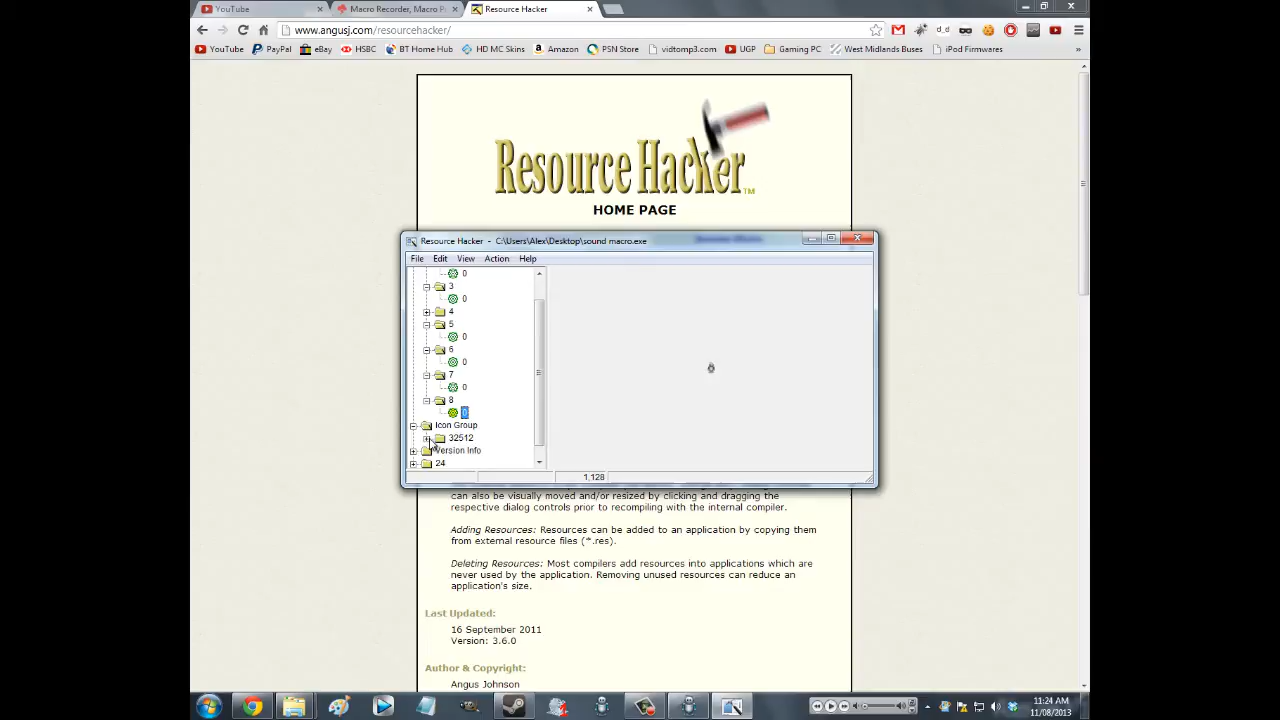 YouTube
Macro Recorder, Macro P
Resource Hacker
www.angusj.com/resourcehacker/
YouTube PayPal eBay HSBC BT Home Hub HD MC Skins Amazon PSN Store vidtomp3.com UGP Gaming PC West Midlands Buses iPod Firmwares »
Resource Hacker™
HOME PAGE
Resource Hacker - C:\Users\Alex\Desktop\sound macro.exe
File Edit View Action Help
0
3
0
4
5
0
6
0
7
0
8
0
Icon Group
32512
Version Info
24
1,128
can also be visually moved and/or resized by clicking and dragging the
respective dialog controls prior to recompiling with the internal compiler.
Adding Resources: Resources can be added to an application by copying them
from external resource files (*.res).
Deleting Resources: Most compilers add resources into applications which are
never used by the application. Removing unused resources can reduce an
application's size.
Last Updated:
16 September 2011
Version: 3.6.0
Author & Copyright:
Angus Johnson
11:24 AM
11/08/2013